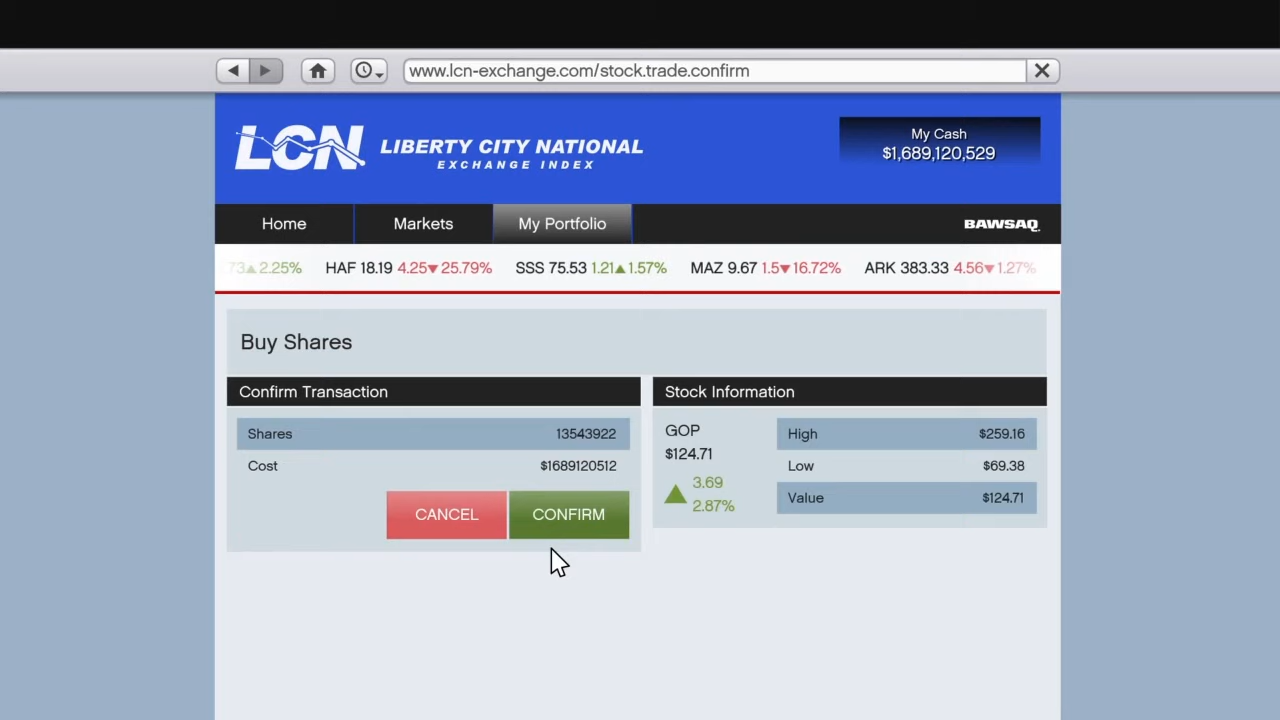 www.lcn-exchange.com/stock.trade.confirm
LCN LIBERTY CITY NATIONAL
EXCHANGE INDEX
My Cash
$1,689,120,529
Home Markets My Portfolio BAWSAQ
73▲2.25% HAF 18.19 4.25▼25.79% SSS 75.53 1.21▲1.57% MAZ 9.67 1.5▼16.72% ARK 383.33 4.56▼1.27%
Buy Shares
Confirm Transaction
Shares 13543922
Cost $1689120512
CANCEL CONFIRM
Stock Information
GOP
$124.71
3.69
2.87%
High $259.16
Low $69.38
Value $124.71